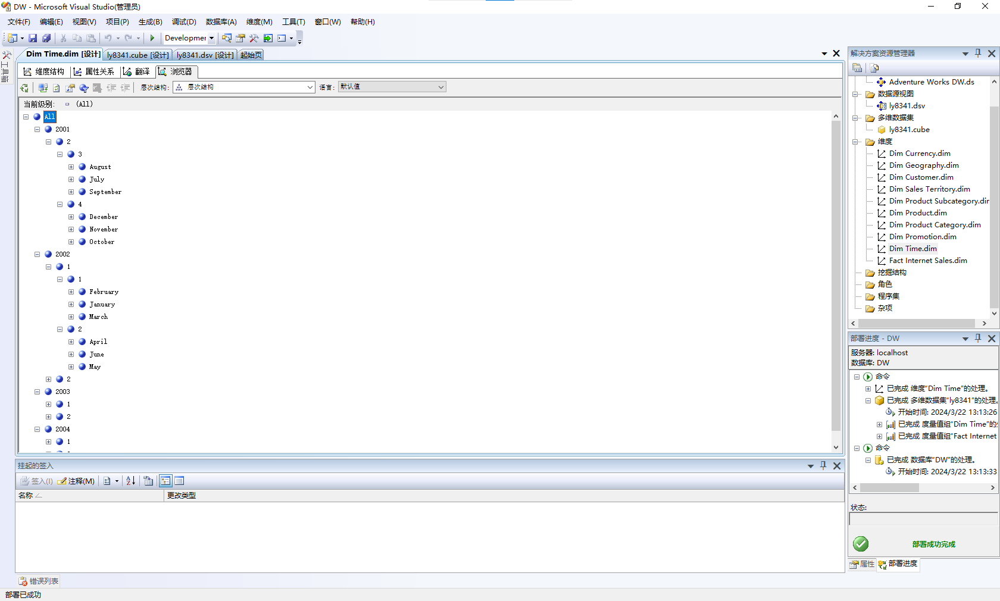 DW - Microsoft Visual Studio(管理员)
文件(F) 编辑(E) 视图(V) 项目(P) 生成(B) 调试(D) 数据库(A) 维度(M) 工具(T) 窗口(W) 帮助(H)
Developmer
工具箱
Dim Time.dim [设计] ly8341.cube [设计] ly8341.dsv [设计] 起始页
维度结构 属性关系 翻译 浏览器
层次结构: 层次结构 语言: 默认值
当前级别: (All)
All
2001
2
3
August
July
September
4
December
November
October
2002
1
1
February
January
March
2
April
June
May
2
2003
1
2
2004
1
挂起的签入
签入(I) 注释(M)
名称 更改类型
错误列表
部署已成功
解决方案资源管理器
Adventure Works DW.ds
数据源视图
ly8341.dsv
多维数据集
ly8341.cube
维度
Dim Currency.dim
Dim Geography.dim
Dim Customer.dim
Dim Sales Territory.dim
Dim Product Subcategory.dir
Dim Product.dim
Dim Product Category.dim
Dim Promotion.dim
Dim Time.dim
Fact Internet Sales.dim
挖掘结构
角色
程序集
杂项
部署进度 - DW
服务器: localhost
数据库: DW
命令
已完成 维度“Dim Time”的处理。
已完成 多维数据集“ly8341”的处理。
开始时间: 2024/3/22 13:13:26
已完成 度量值组“Dim Time”的
已完成 度量值组“Fact Internet
命令
已完成 数据库“DW”的处理。
开始时间: 2024/3/22 13:13:33
状态:
部署成功完成
属性 部署进度